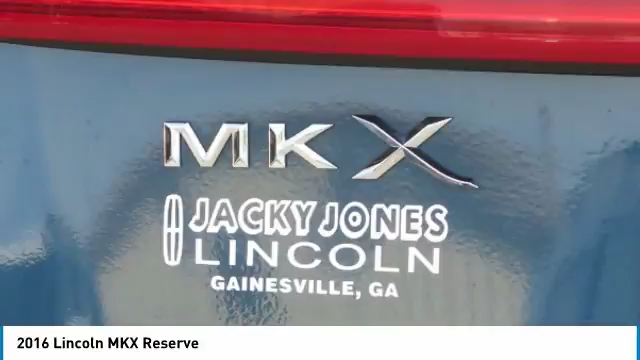 MKX
JACKY JONES
LINCOLN
GAINESVILLE, GA
2016 Lincoln MKX Reserve